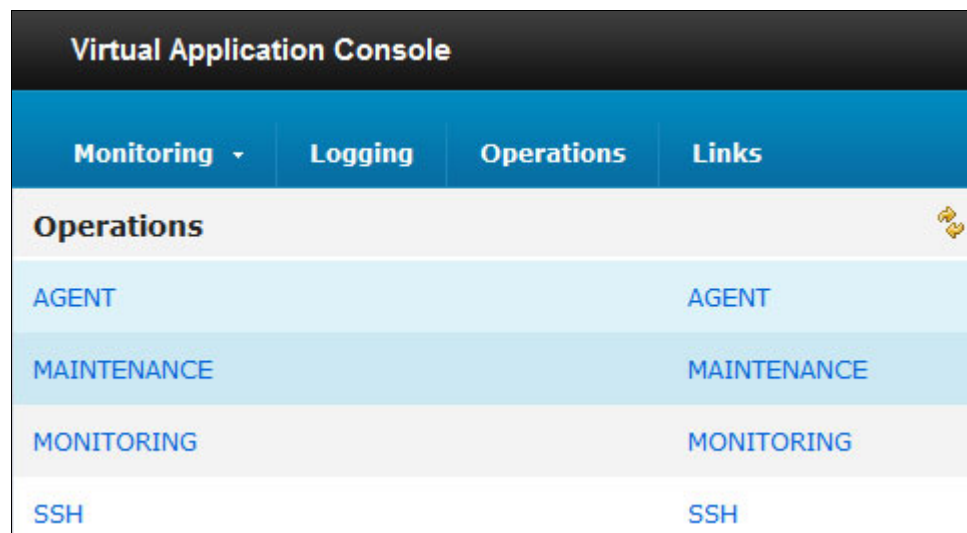 Virtual Application Console
Monitoring Logging Operations Links
Operations
AGENT AGENT
MAINTENANCE MAINTENANCE
MONITORING MONITORING
SSH SSH